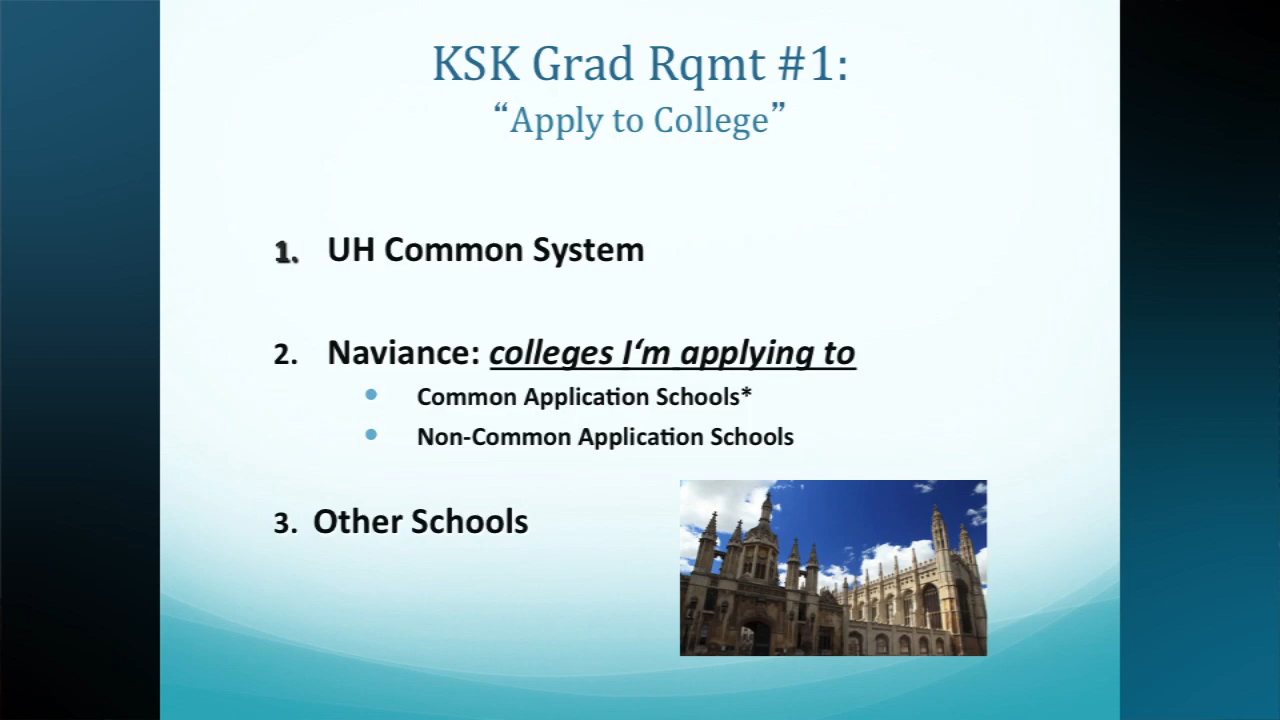 KSK Grad Rqmt #1:
“Apply to College”
1. UH Common System
2. Naviance: colleges I‘m applying to
• Common Application Schools*
• Non-Common Application Schools
3. Other Schools